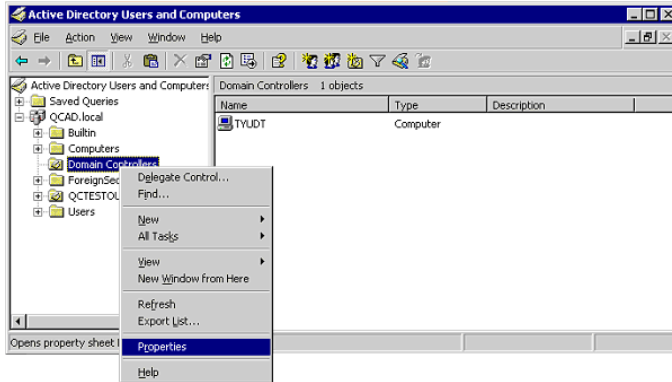 Active Directory Users and Computers
File Action View Window Help
Active Directory Users and Computers
Domain Controllers 1 objects
Saved Queries
QCAD.local
Builtin
Computers
Domain Controllers
ForeignSec
QCTESTOU
Users
Name Type Description
TYUDT Computer
Delegate Control...
Find...
New
All Tasks
View
New Window from Here
Refresh
Export List...
Properties
Help
Opens property sheet